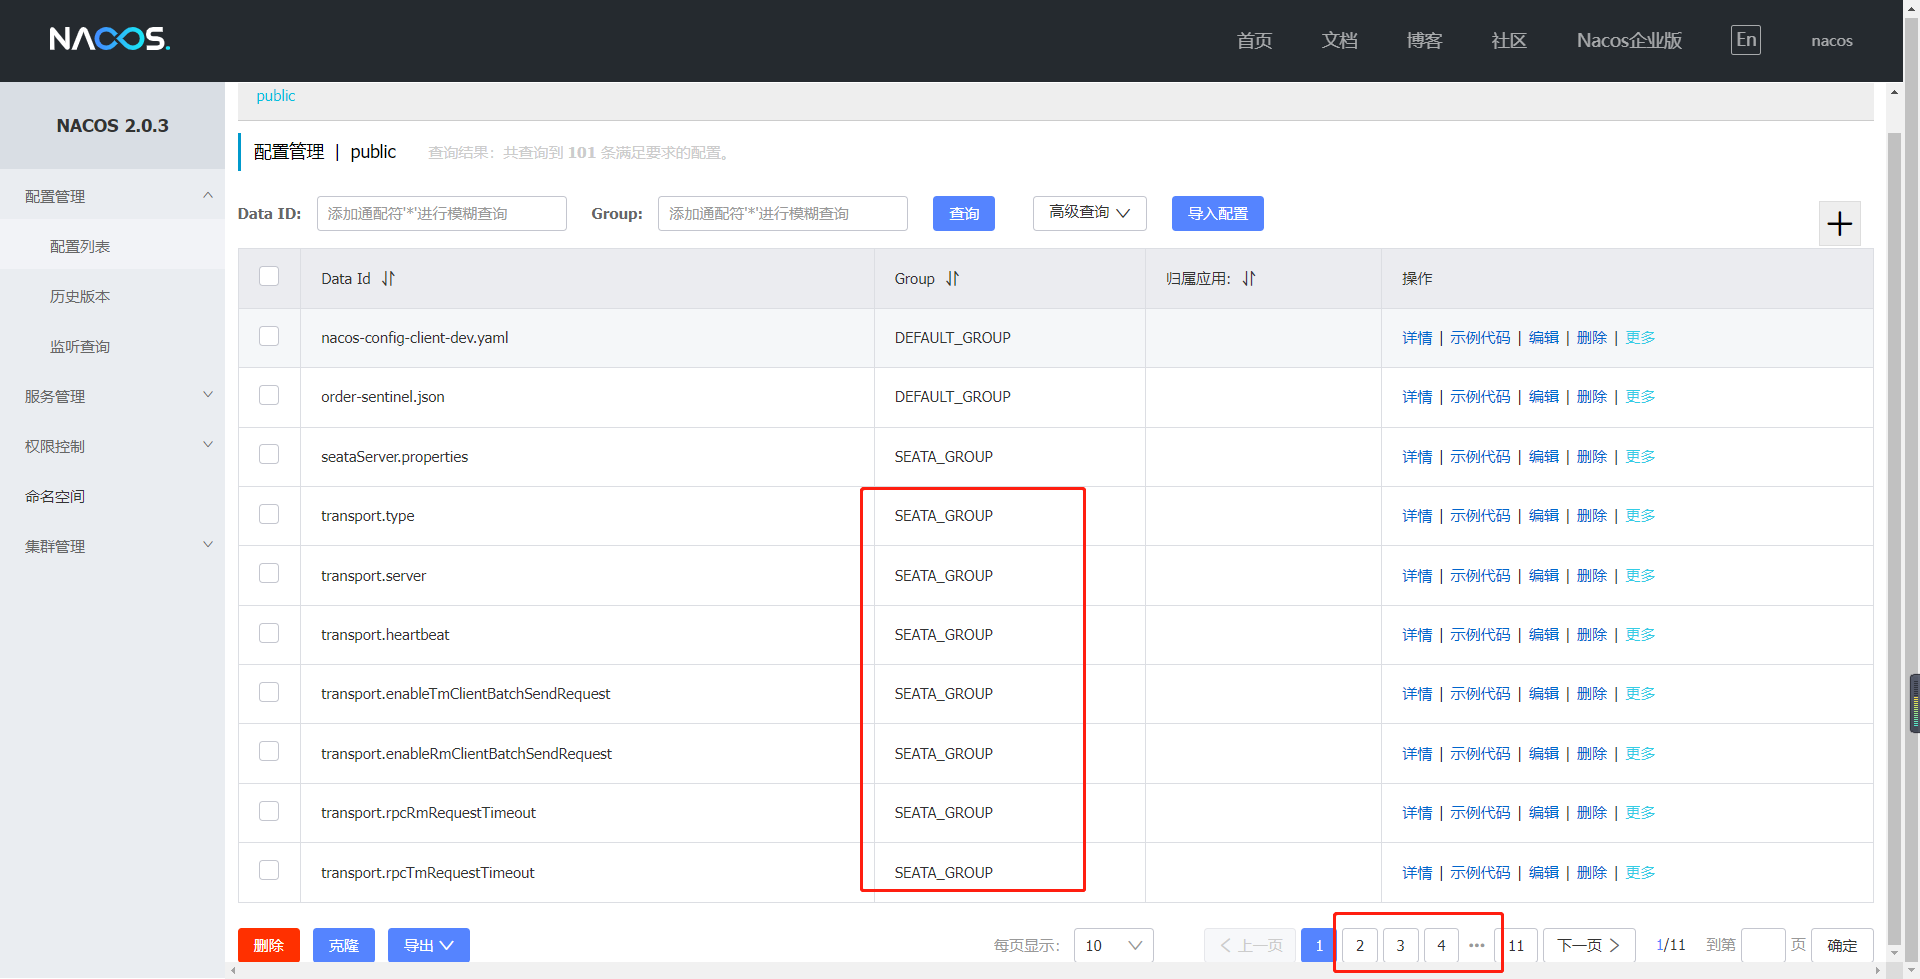 NACOS.
首页 文档 博客 社区 Nacos企业版 En nacos
NACOS 2.0.3
配置管理
配置列表
历史版本
监听查询
服务管理
权限控制
命名空间
集群管理
public
配置管理 | public 查询结果：共查询到 101 条满足要求的配置。
Data ID: 添加通配符'*'进行模糊查询 Group: 添加通配符'*'进行模糊查询 查询 高级查询 导入配置
Data Id Group 归属应用: 操作
nacos-config-client-dev.yaml DEFAULT_GROUP 详情 | 示例代码 | 编辑 | 删除 | 更多
order-sentinel.json DEFAULT_GROUP 详情 | 示例代码 | 编辑 | 删除 | 更多
seataServer.properties SEATA_GROUP 详情 | 示例代码 | 编辑 | 删除 | 更多
transport.type SEATA_GROUP 详情 | 示例代码 | 编辑 | 删除 | 更多
transport.server SEATA_GROUP 详情 | 示例代码 | 编辑 | 删除 | 更多
transport.heartbeat SEATA_GROUP 详情 | 示例代码 | 编辑 | 删除 | 更多
transport.enableTmClientBatchSendRequest SEATA_GROUP 详情 | 示例代码 | 编辑 | 删除 | 更多
transport.enableRmClientBatchSendRequest SEATA_GROUP 详情 | 示例代码 | 编辑 | 删除 | 更多
transport.rpcRmRequestTimeout SEATA_GROUP 详情 | 示例代码 | 编辑 | 删除 | 更多
transport.rpcTmRequestTimeout SEATA_GROUP 详情 | 示例代码 | 编辑 | 删除 | 更多
删除 克隆 导出 每页显示: 10 上一页 1 2 3 4 ••• 11 下一页 1/11 到第 页 确定